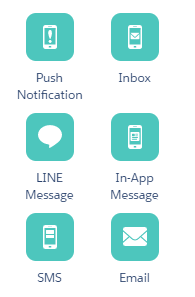 Push
Notification
Inbox
LINE
Message
In-App
Message
SMS
Email